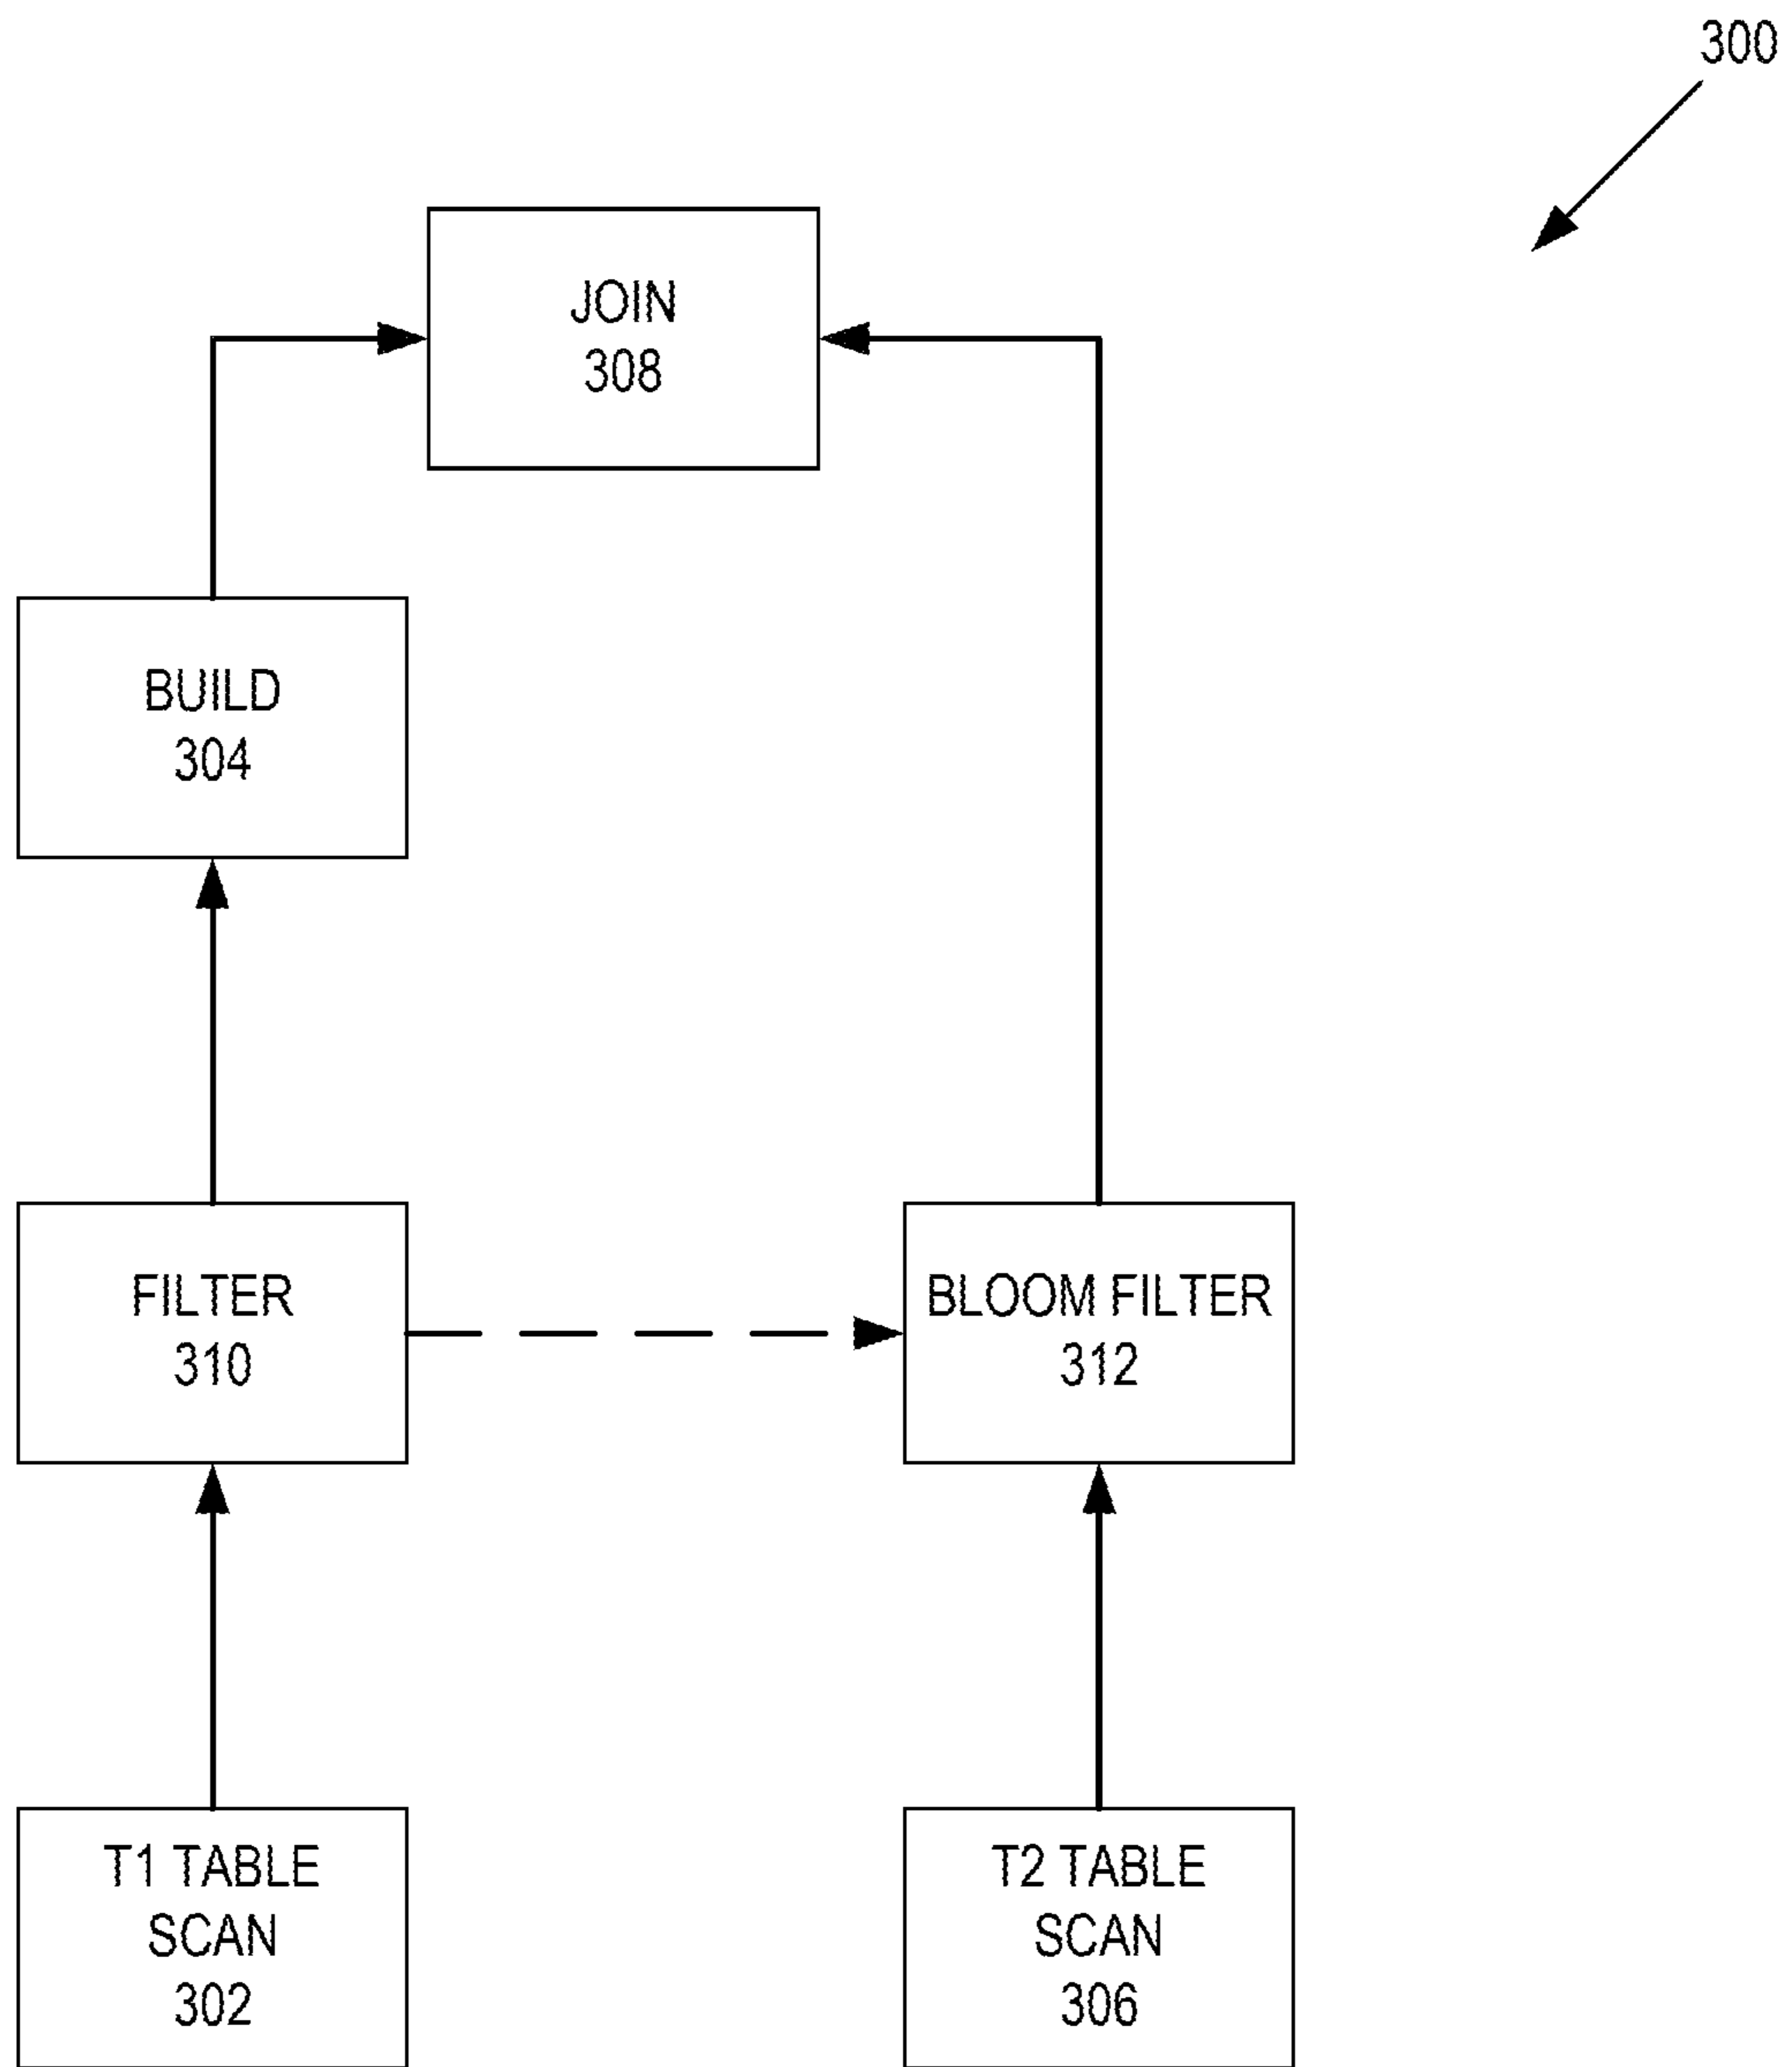 300
JOIN
308
BUILD
304
FILTER
310
BLOOM FILTER
312
T1 TABLE
SCAN
302
T2 TABLE
SCAN
306